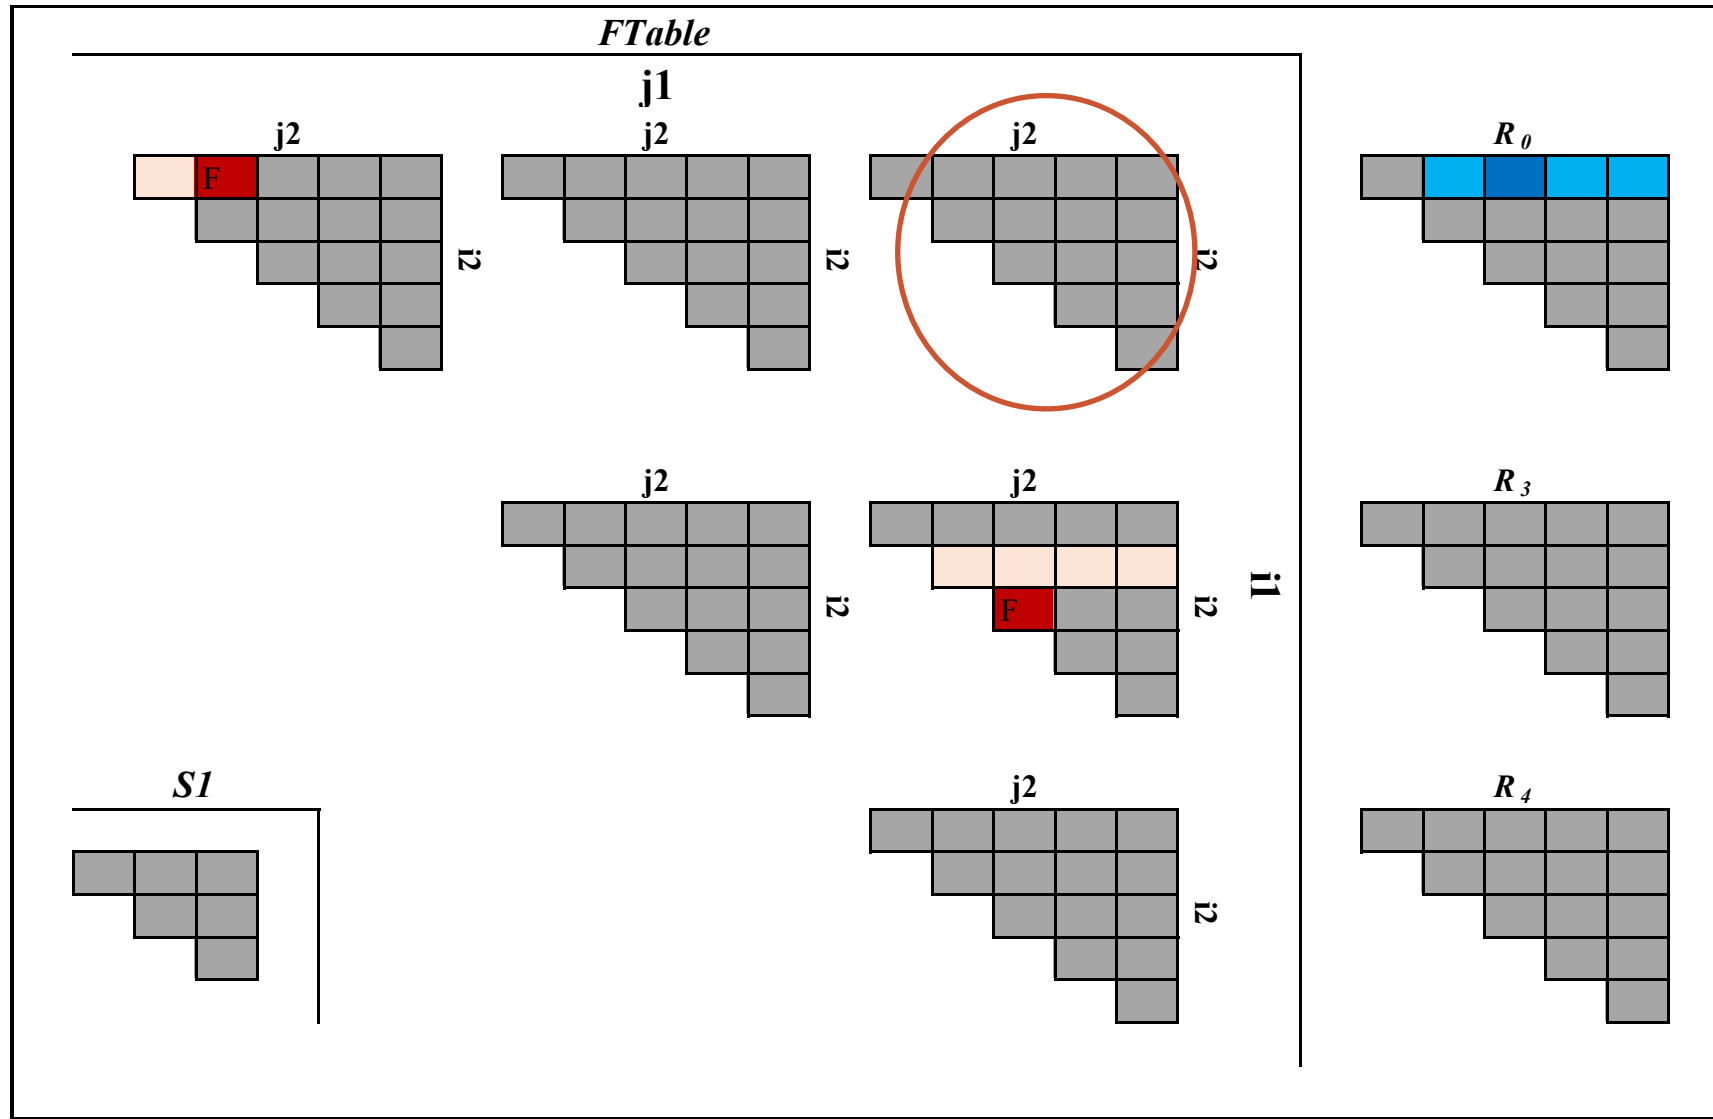 FTable
j1
j2 j2 j2 R0
F
i2 i2 i2
j2 j2 R3
i1
F
i2 i2
S1 j2 R4
i2